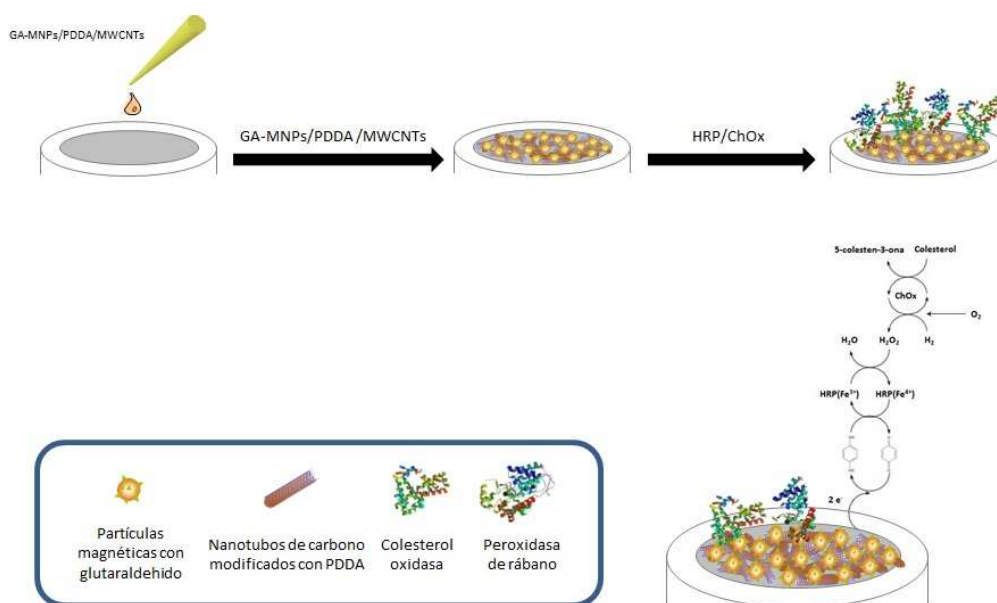 GA-MNPs/PDDA/MWCNTs
GA-MNPs/PDDA/MWCNTs
HRP/ChOx
5-colesten-3-ona Colesterol
ChOx
O₂
H₂O H₂O₂ H₂
HRP(Fe³⁺) HRP(Fe⁴⁺)
2 e⁻
Partículas
magnéticas con
glutaraldehido
Nanotubos de carbono
modificados con PDDA
Colesterol
oxidasa
Peroxidasa
de rábano